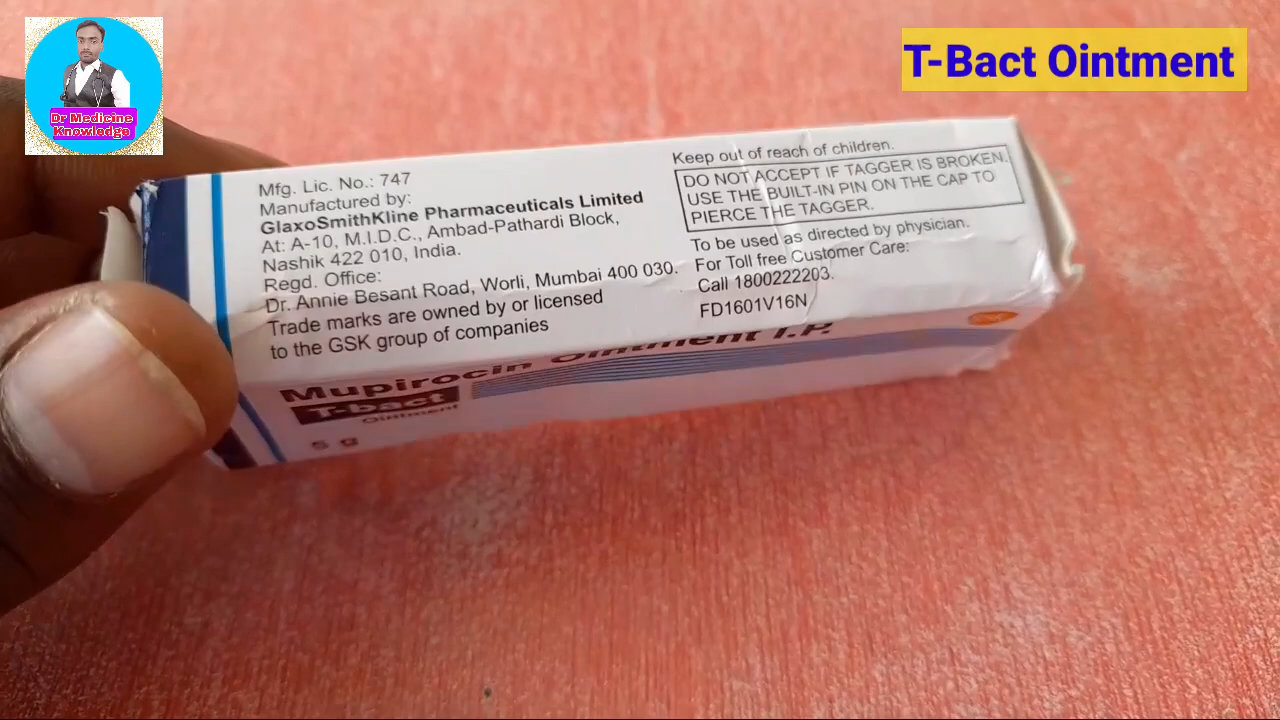 Dr Medicine
Knowledge
T-Bact Ointment
Mfg. Lic. No.: 747
Manufactured by:
GlaxoSmithKline Pharmaceuticals Limited
At: A-10, M.I.D.C., Ambad-Pathardi Block,
Nashik 422 010, India.
Regd. Office:
Dr. Annie Besant Road, Worli, Mumbai 400 030.
Trade marks are owned by or licensed
to the GSK group of companies
Keep out of reach of children.
DO NOT ACCEPT IF TAGGER IS BROKEN.
USE THE BUILT-IN PIN ON THE CAP TO
PIERCE THE TAGGER.
To be used as directed by physician.
For Toll free Customer Care:
Call 1800222203.
FD1601V16N
Mupirocin Ointment I.P.
T-bact
Ointment
5 g